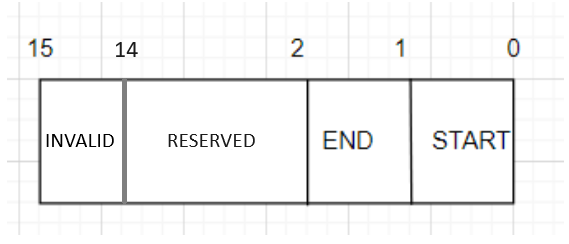 15 14 2 1 0
INVALID RESERVED END START